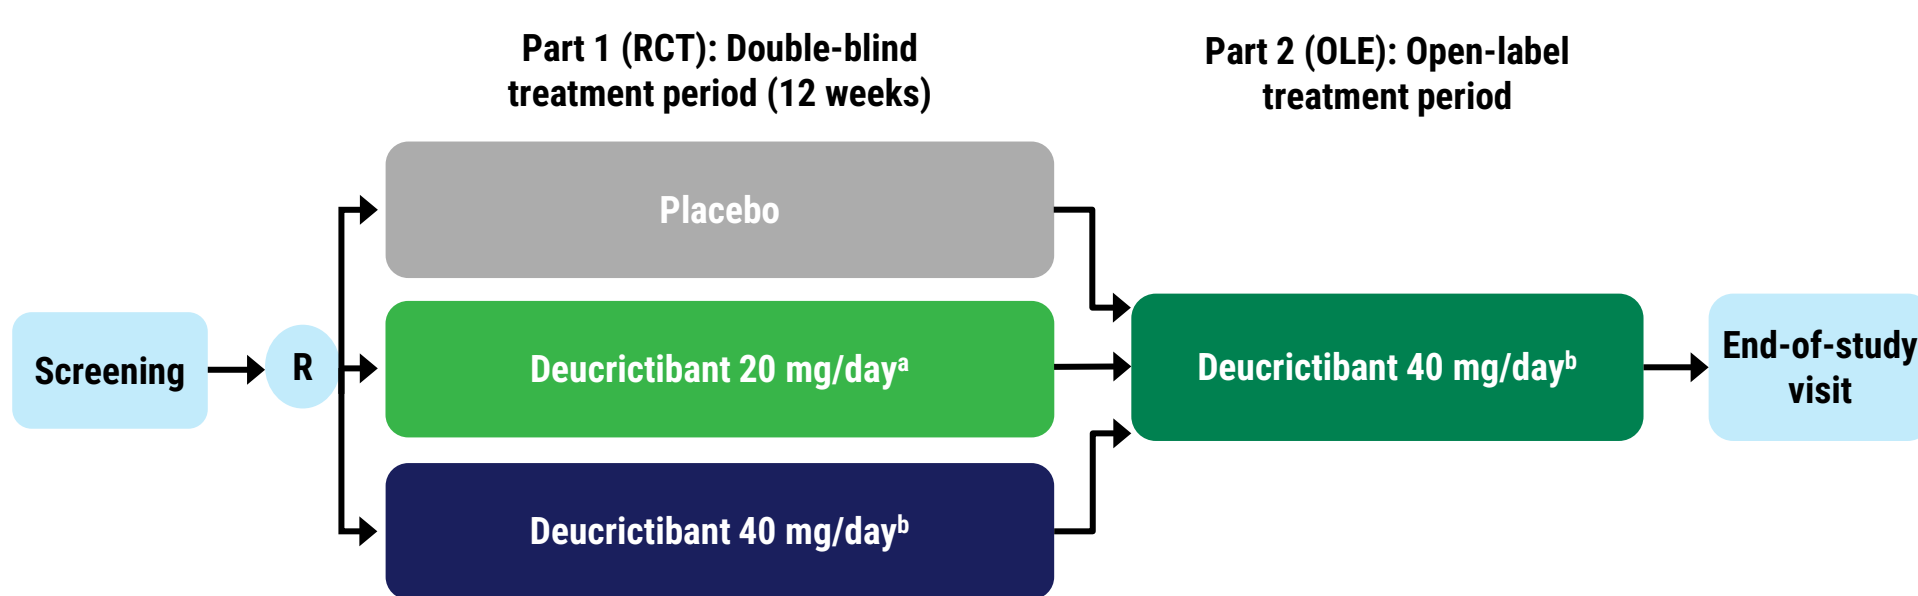 Part 1 (RCT): Double-blind
treatment period (12 weeks)
Part 2 (OLE): Open-label
treatment period
Placebo
Screening
R
Deucrictibant 20 mg/dayᵃ
Deucrictibant 40 mg/dayᵇ
Deucrictibant 40 mg/dayᵇ
End-of-study
visit